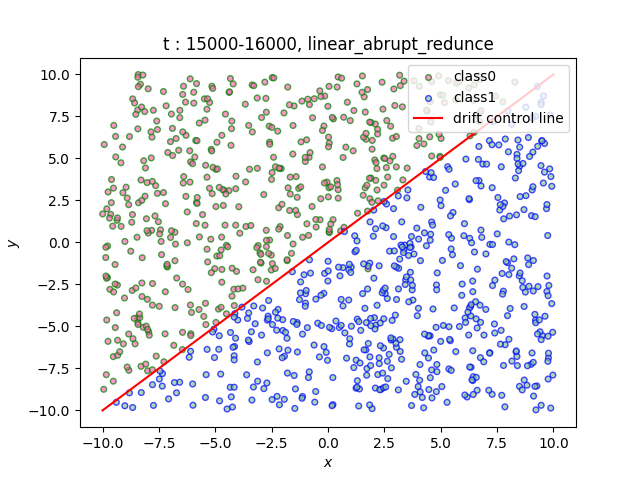 t : 15000-16000, linear_abrupt_redunce
class0
class1
drift control line
10.0
7.5
5.0
2.5
0.0
−2.5
−5.0
−7.5
−10.0
y
−10.0 −7.5 −5.0 −2.5 0.0 2.5 5.0 7.5 10.0
x